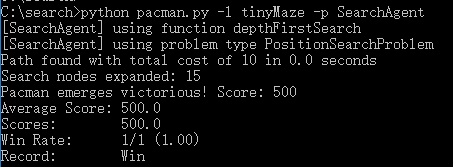 C:\search>python pacman.py -l tinyMaze -p SearchAgent
[SearchAgent] using function depthFirstSearch
[SearchAgent] using problem type PositionSearchProblem
Path found with total cost of 10 in 0.0 seconds
Search nodes expanded: 15
Pacman emerges victorious! Score: 500
Average Score: 500.0
Scores:        500.0
Win Rate:      1/1 (1.00)
Record:        Win